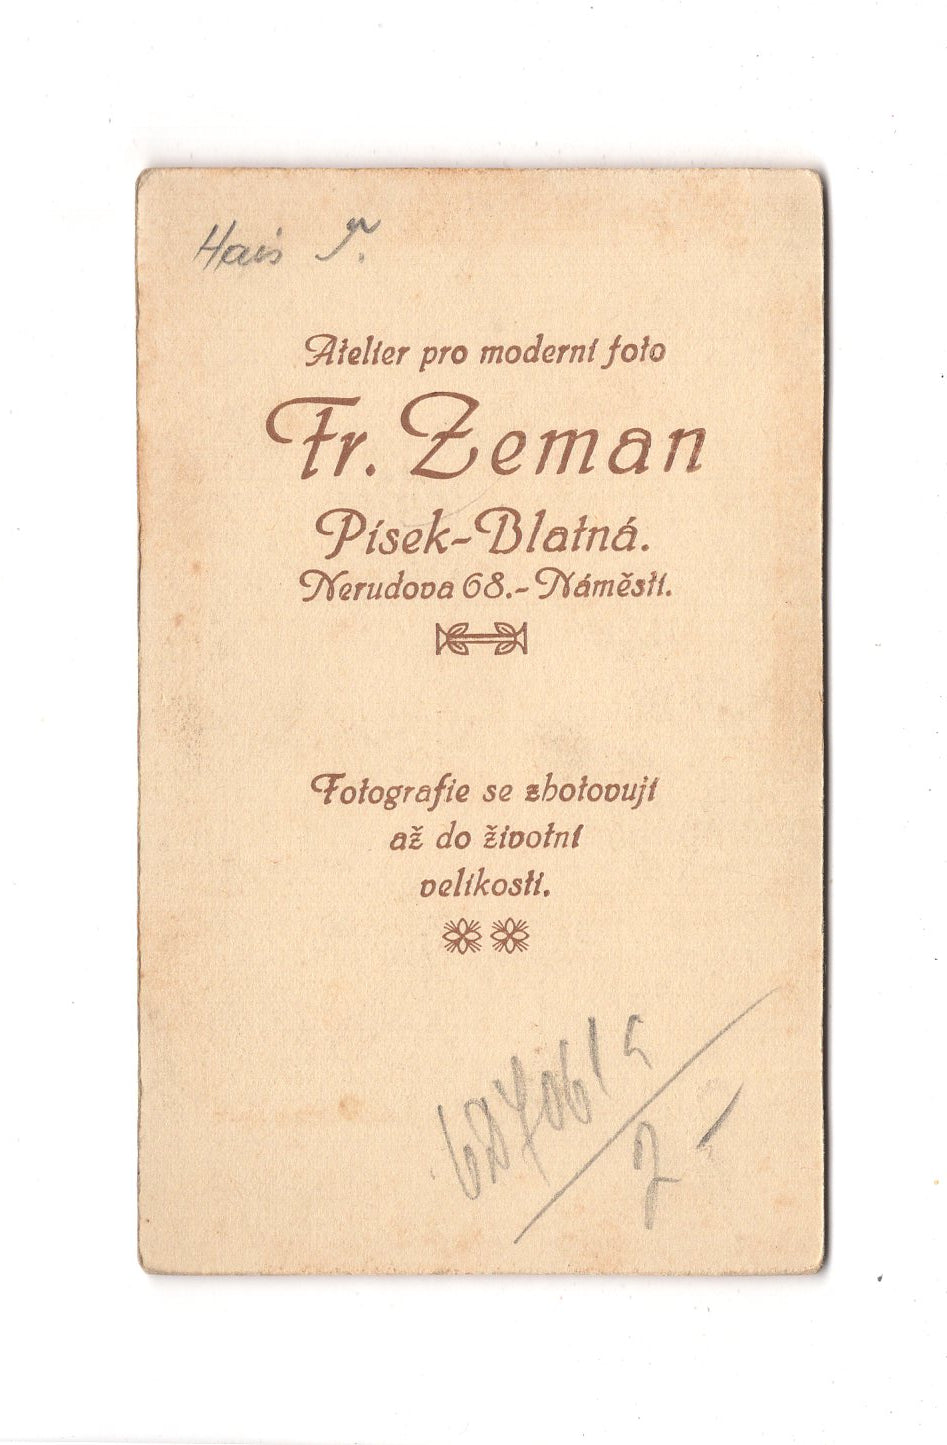 Hais T.
Atelier pro moderní foto
Fr. Zeman
Písek-Blatná.
Nerudova 68.- Náměstí.
Fotografie se zhotovují
až do životní
velikosti.